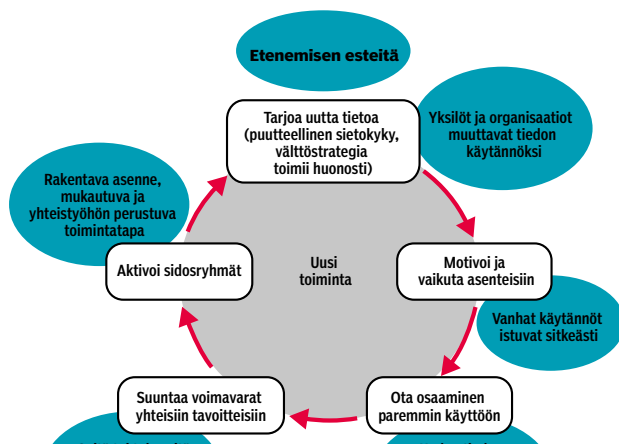 Etenemisen esteitä
Tarjoa uutta tietoa
(puutteellinen sietokyky,
välttöstrategia
toimii huonosti)
Yksilöt ja organisaatiot
muuttavat tiedon
käytännöksi
Rakentava asenne,
mukautuva ja
yhteistyöhön perustuva
toimintatapa
Aktivoi sidosryhmät
Uusi
toiminta
Motivoi ja
vaikuta asenteisiin
Vanhat käytännöt
istuvat sitkeästi
Suuntaa voimavarat
yhteisiin tavoitteisiin
Ota osaaminen
paremmin käyttöön